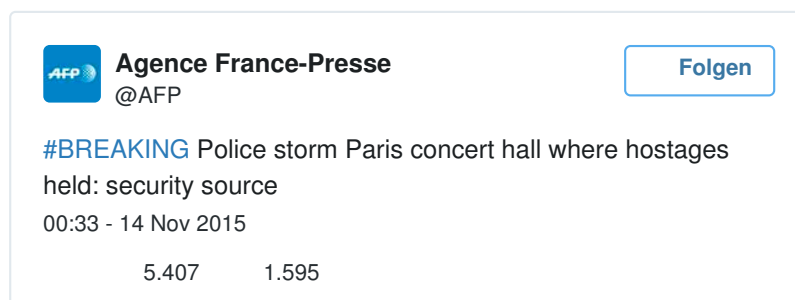 AFP
Agence France-Presse
Folgen
@AFP
#BREAKING Police storm Paris concert hall where hostages
held: security source
00:33 - 14 Nov 2015
5.407 1.595